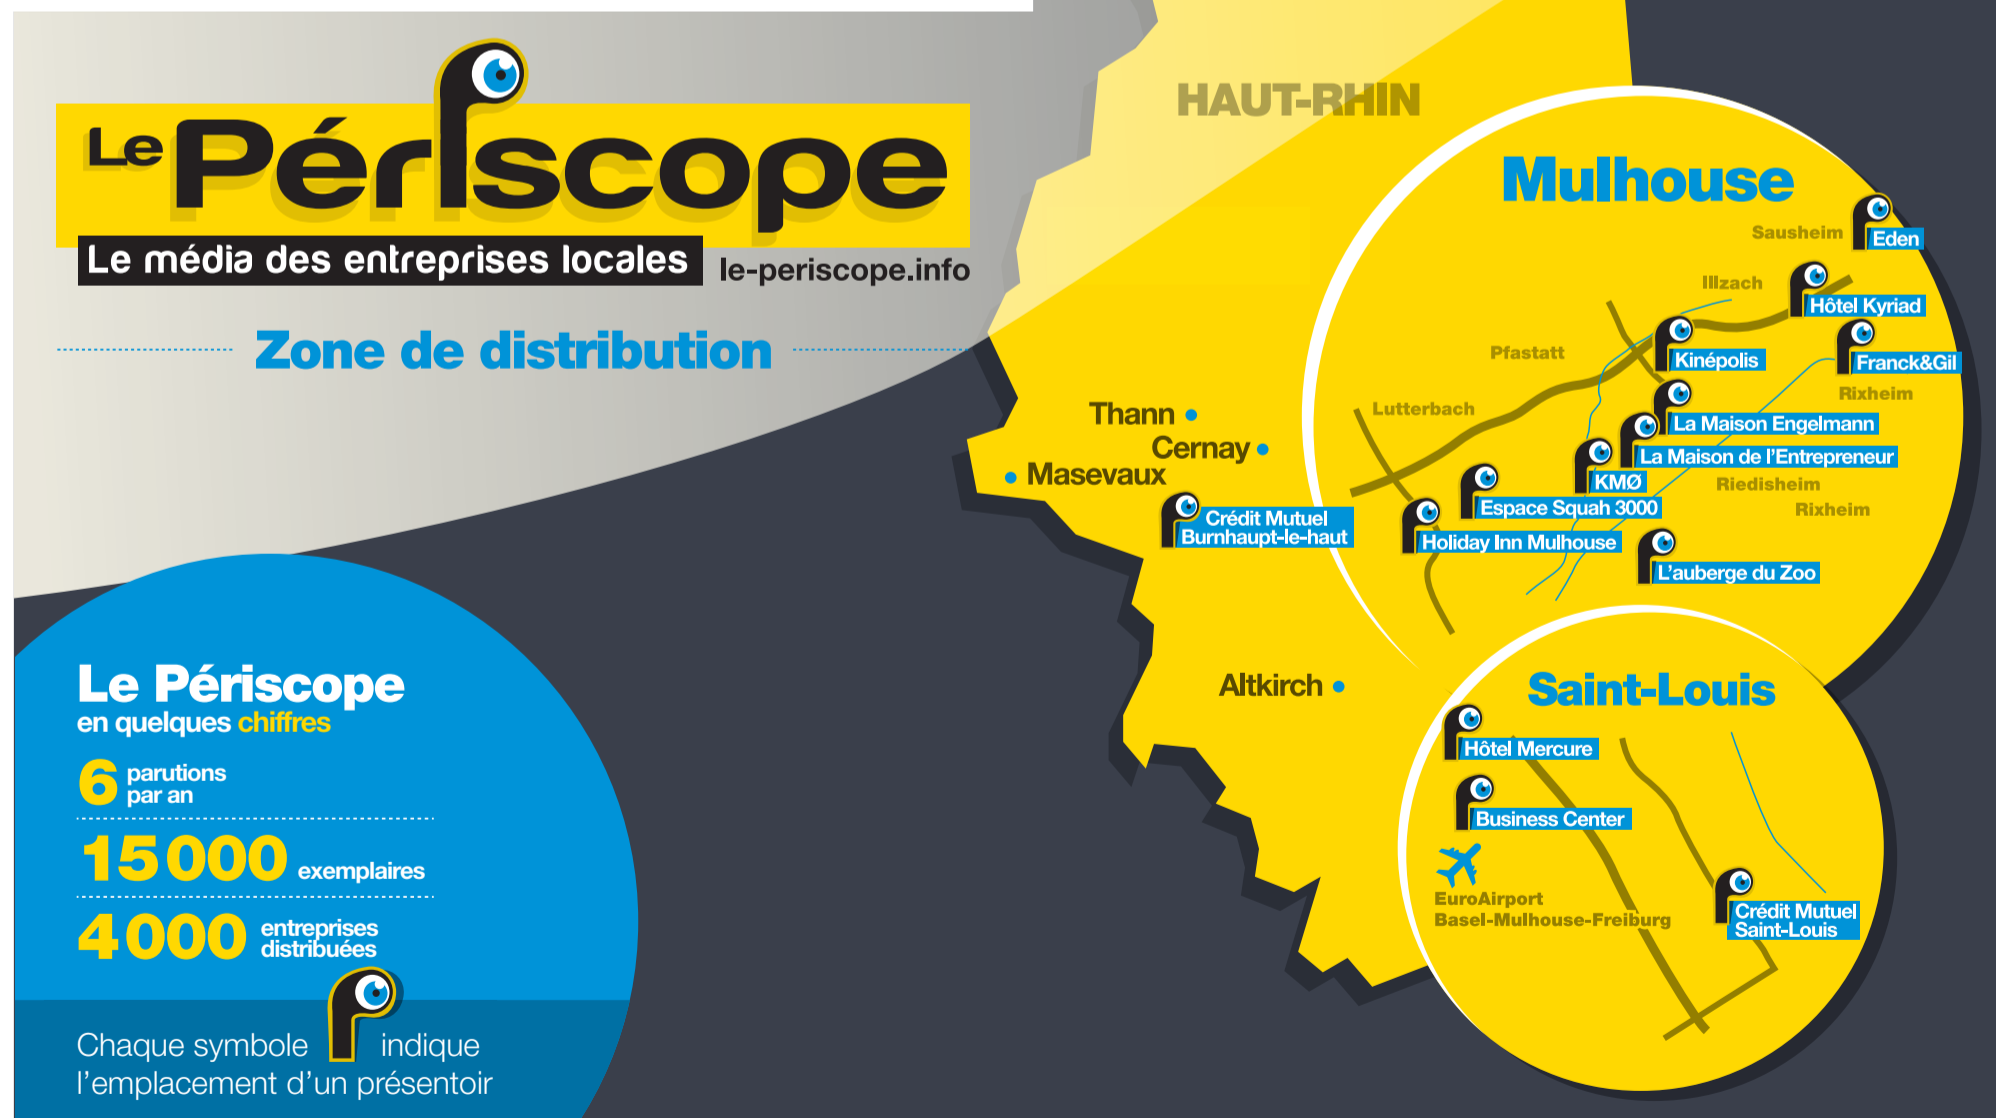 Le Périscope
Le média des entreprises locales
le-periscope.info
Zone de distribution
Le Périscope
en quelques chiffres
6 parutions
par an
15 000 exemplaires
4 000 entreprises
distribuées
Chaque symbole indique
l'emplacement d'un présentoir
HAUT-RHIN
Thann
Cernay
Masevaux
Crédit Mutuel
Burnhaupt-le-haut
Altkirch
Mulhouse
Sausheim
Eden
Illzach
Hôtel Kyriad
Pfastatt
Kinépolis
Franck&Gil
Rixheim
Lutterbach
La Maison Engelmann
La Maison de l'Entrepreneur
KMØ
Riedisheim
Espace Squah 3000
Rixheim
Holiday Inn Mulhouse
L'auberge du Zoo
Saint-Louis
Hôtel Mercure
Business Center
EuroAirport
Basel-Mulhouse-Freiburg
Crédit Mutuel
Saint-Louis